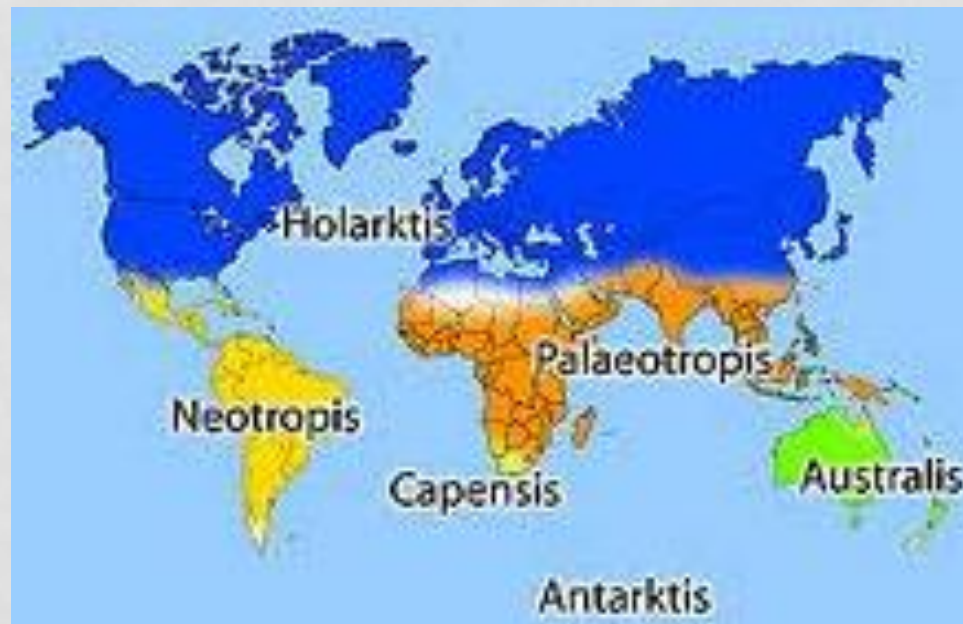 Holarktis
Palaeotropis
Neotropis
Capensis
Australis
Antarktis